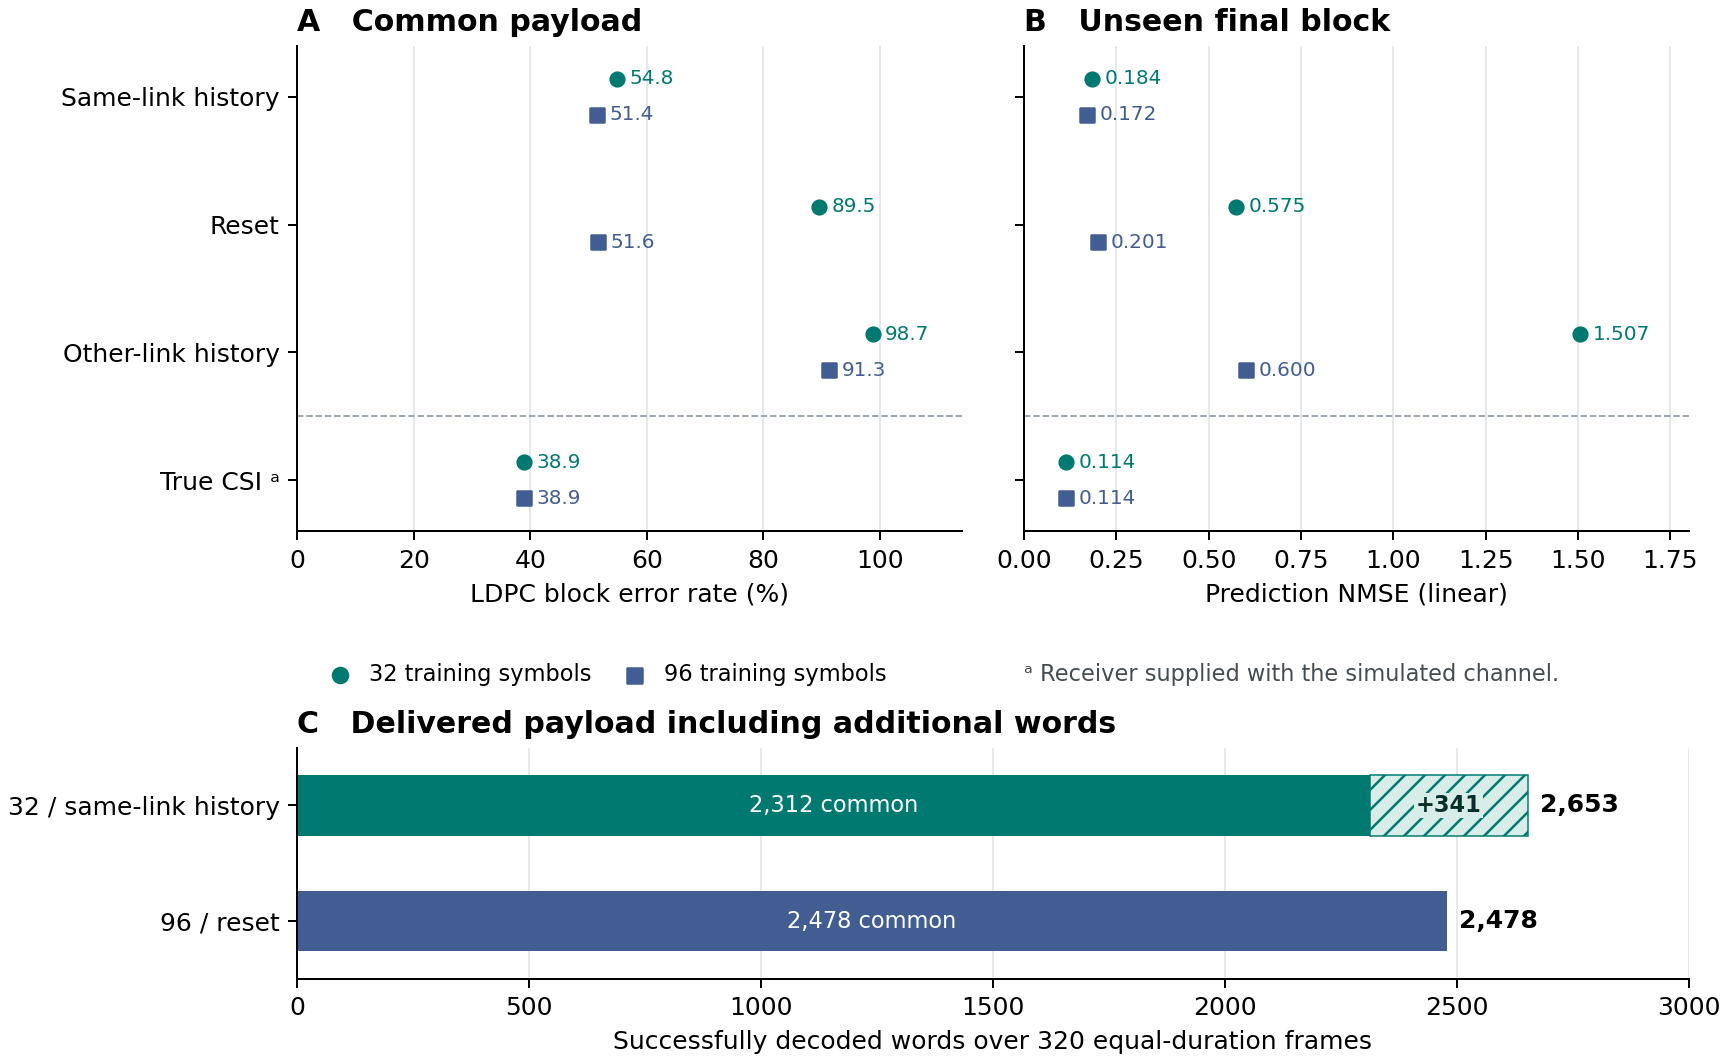 A Common payload
B Unseen final block
Same-link history
54.8
51.4
0.184
0.172
Reset
89.5
51.6
0.575
0.201
Other-link history
98.7
91.3
1.507
0.600
True CSI ᵃ
38.9
38.9
0.114
0.114
0 20 40 60 80 100
0.00 0.25 0.50 0.75 1.00 1.25 1.50 1.75
LDPC block error rate (%)
Prediction NMSE (linear)
32 training symbols
96 training symbols
ᵃ Receiver supplied with the simulated channel.
C Delivered payload including additional words
32 / same-link history
2,312 common
+341
2,653
96 / reset
2,478 common
2,478
0 500 1000 1500 2000 2500 3000
Successfully decoded words over 320 equal-duration frames